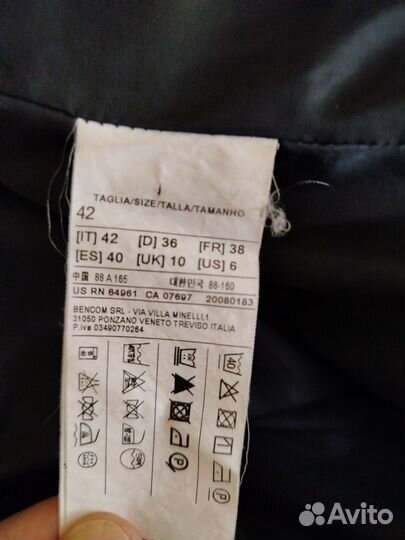 TAGLIA/SIZE/TALLA/TAMANHO
42
[IT] 42 [D] 36 [FR] 38
[ES] 40 [UK] 10 [US] 6
中国 88 A 165 대한민국 88-160
US RN 64961 CA 07697 20080183
BENCOM SRL - VIA VILLA MINELLI,1
31050 PONZANO VENETO TREVISO ITALIA
P.iva 03490770264
40
P
P
Avito